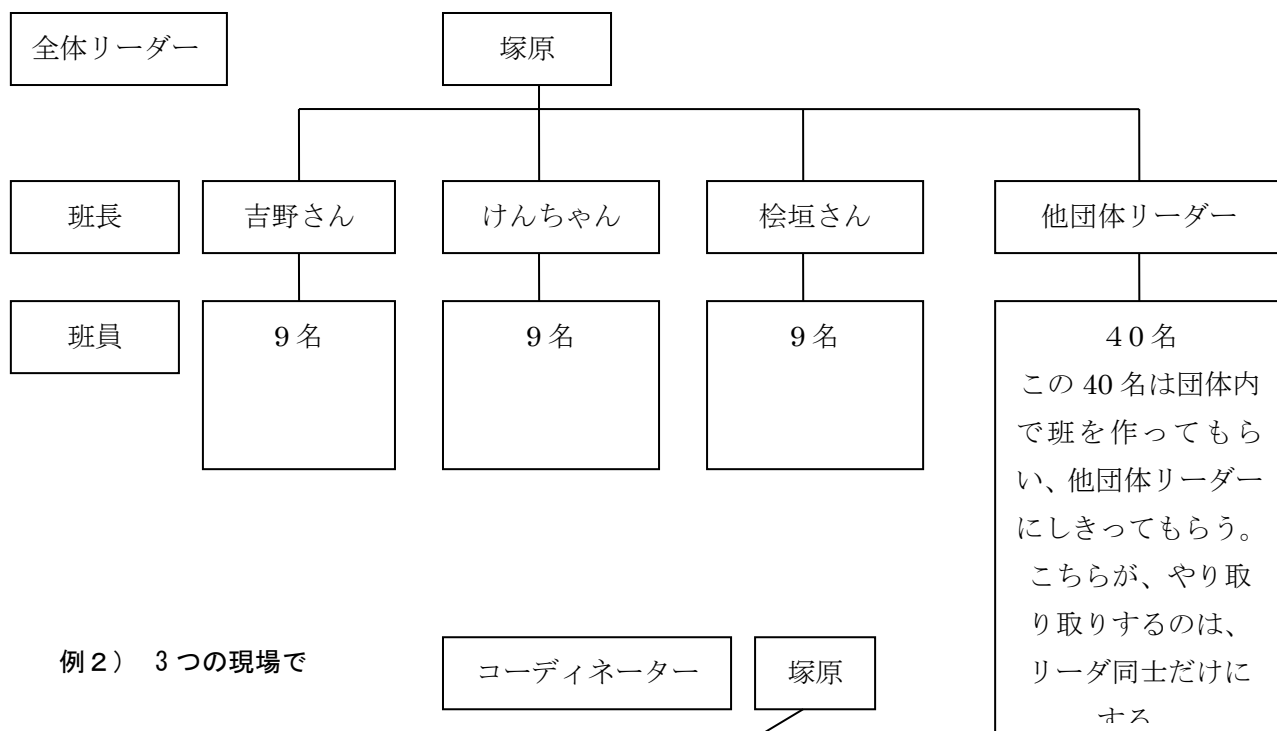 全体リーダー
塚原
班長
吉野さん
けんちゃん
桧垣さん
他団体リーダー
班員
9名
9名
9名
４０名
この 40 名は団体内
で班を作ってもら
い、他団体リーダー
にしきってもらう。
こちらが、やり取
り取りするのは、
リーダ同士だけに
する
例２） 3つの現場で
コーディネーター
塚原